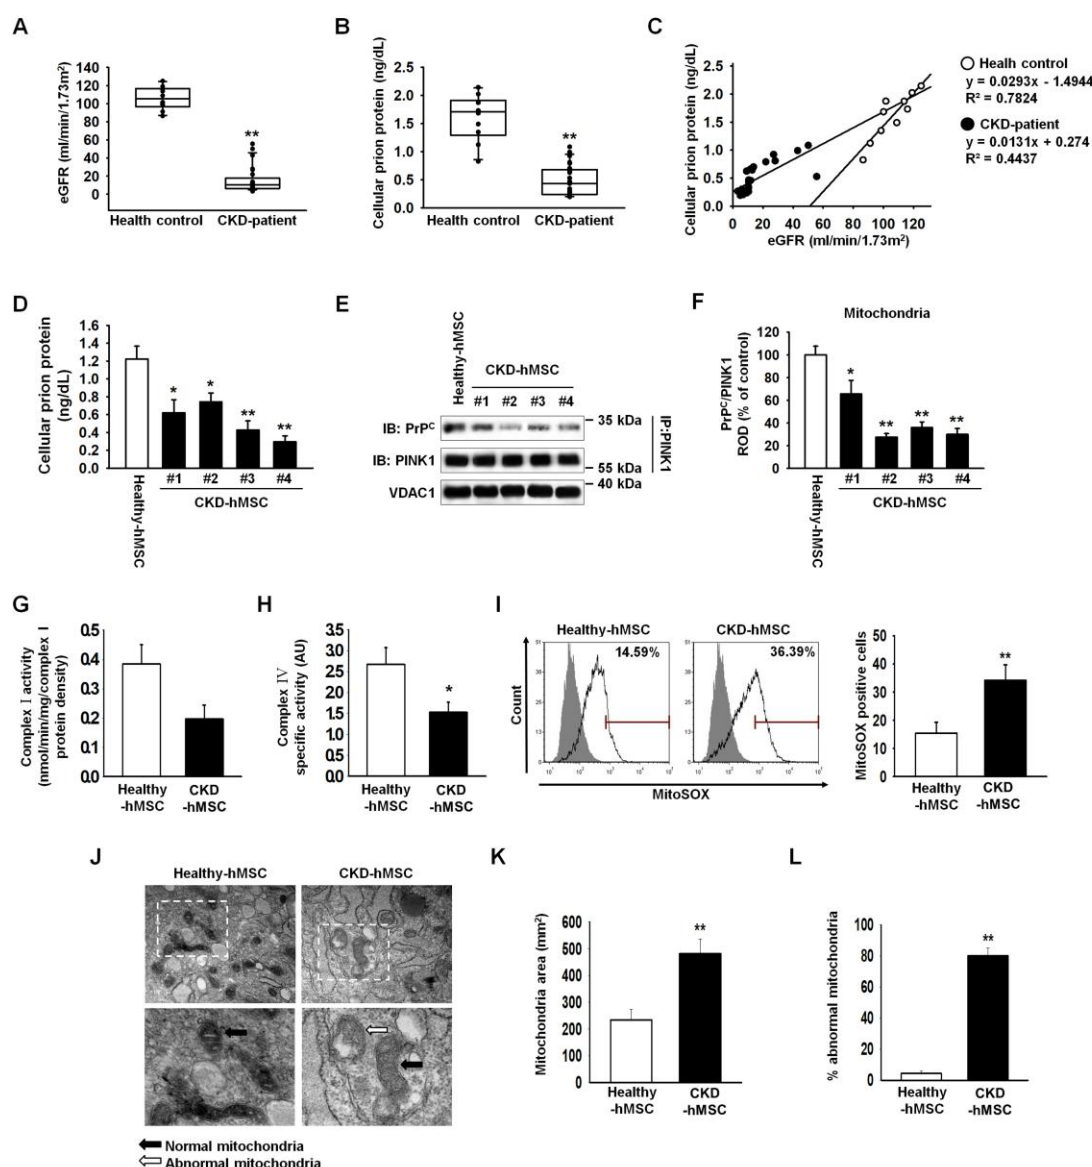 A
eGFR (ml/min/1.73m²)
140
120
100
80
60
40
20
0
**
Health control CKD-patient
B
Cellular prion protein (ng/dL)
2.5
2.0
1.5
1.0
0.5
0.0
**
Health control CKD-patient
C
Cellular prion protein (ng/dL)
2.5
2.0
1.5
1.0
0.5
0.0
0 20 40 60 80 100 120
eGFR (ml/min/1.73m²)
Healh control
y = 0.0293x - 1.4944
R² = 0.7824
CKD-patient
y = 0.0131x + 0.274
R² = 0.4437
D
Cellular prion protein
(ng/dL)
1.6
1.4
1.2
1.0
0.8
0.6
0.4
0.2
0.0
* * ** **
Healthy-hMSC
#1 #2 #3 #4
CKD-hMSC
E
Healthy-hMSC
CKD-hMSC
#1 #2 #3 #4
IB: PrPC 35 kDa
IB: PINK1 55 kDa
VDAC1 40 kDa
IP:PINK1
F
Mitochondria
PrPC/PINK1
ROD (% of control)
120
100
80
60
40
20
0
* ** ** **
Healthy-hMSC
#1 #2 #3 #4
CKD-hMSC
G
Complex I activity
(nmol/min/mg/complex I
protein density)
0.5
0.4
0.3
0.2
0.1
0.0
Healthy CKD
-hMSC -hMSC
H
Complex IV
specific activity (AU)
3.5
3.0
2.5
2.0
1.5
1.0
0.5
0.0
*
Healthy CKD
-hMSC -hMSC
I
Healthy-hMSC CKD-hMSC
14.59% 36.39%
Count
MitoSOX
MitoSOX positive cells
50
40
30
20
10
0
**
Healthy CKD
-hMSC -hMSC
J
Healthy-hMSC CKD-hMSC
Normal mitochondria
Abnormal mitochondria
K
Mitochondria area (mm²)
600
500
400
300
200
100
0
**
Healthy CKD
-hMSC -hMSC
L
% abnormal mitochondria
100
80
60
40
20
0
**
Healthy CKD
-hMSC -hMSC